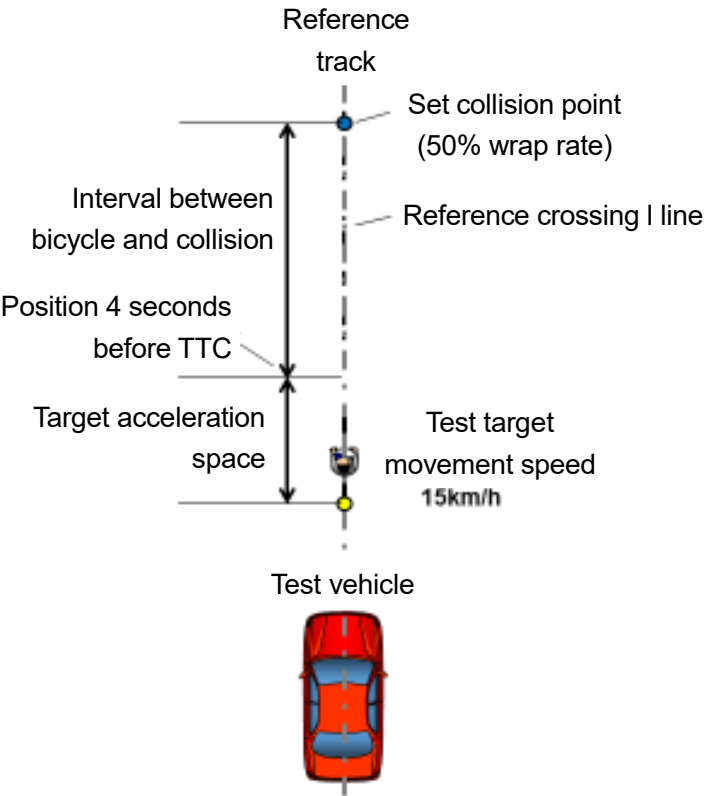 Reference
track
Set collision point
(50% wrap rate)
Interval between
bicycle and collision
Reference crossing l line
Position 4 seconds
before TTC
Target acceleration
space
Test target
movement speed
15km/h
Test vehicle